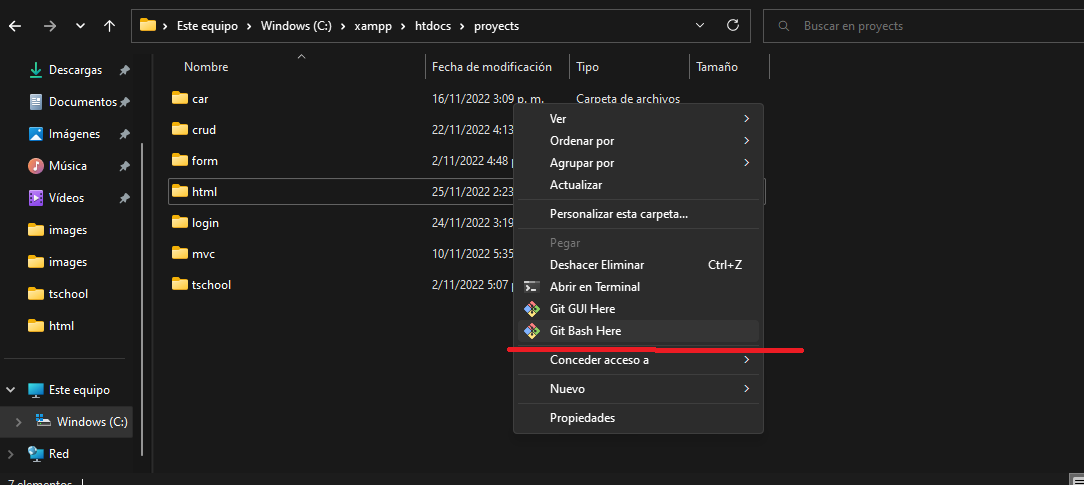 Este equipo > Windows (C:) > xampp > htdocs > proyects
Buscar en proyects
Descargas
Documentos
Imágenes
Música
Vídeos
images
images
tschool
html
Este equipo
Windows (C:)
Red
Nombre Fecha de modificación Tipo Tamaño
car 16/11/2022 3:09 p. m. Carpeta de archivos
crud 22/11/2022 4:13
form 2/11/2022 4:48
html 25/11/2022 2:23
login 24/11/2022 3:19
mvc 10/11/2022 5:35
tschool 2/11/2022 5:07
Ver
Ordenar por
Agrupar por
Actualizar
Personalizar esta carpeta...
Pegar
Deshacer Eliminar Ctrl+Z
Abrir en Terminal
Git GUI Here
Git Bash Here
Conceder acceso a
Nuevo
Propiedades
7 elementos